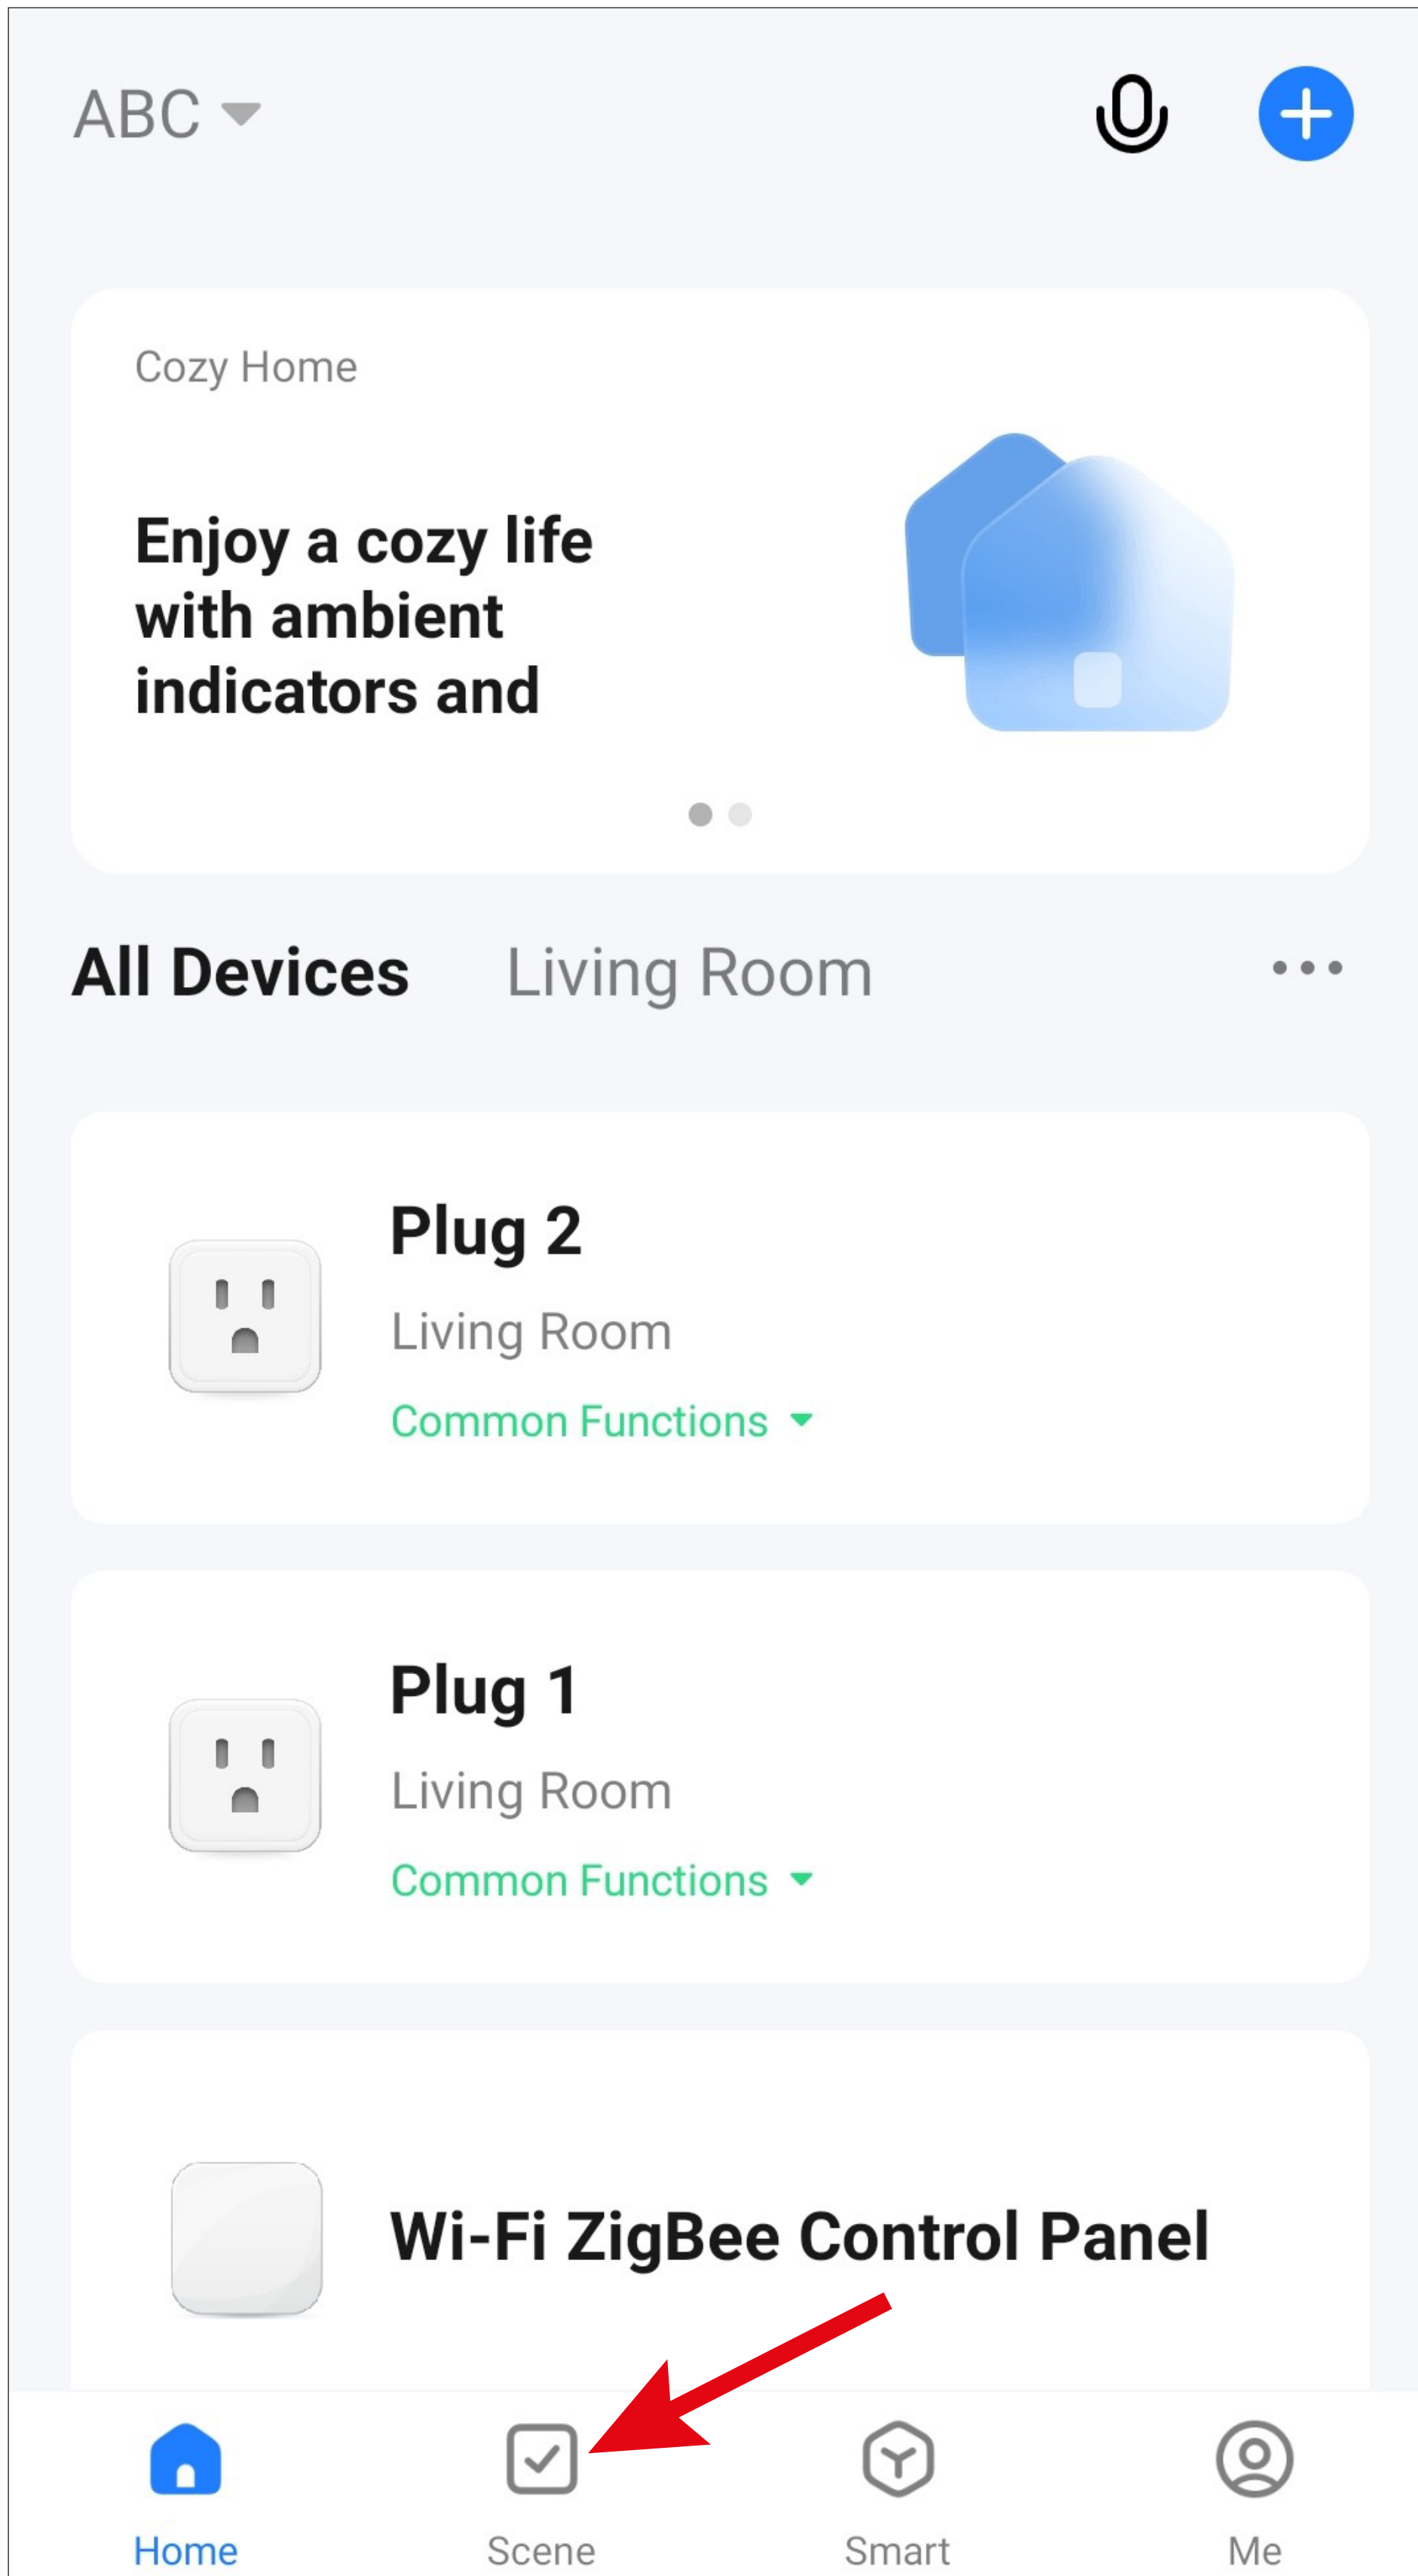 ABC
Cozy Home
Enjoy a cozy life
with ambient
indicators and
All Devices Living Room
Plug 2
Living Room
Common Functions
Plug 1
Living Room
Common Functions
Wi-Fi ZigBee Control Panel
Home Scene Smart Me